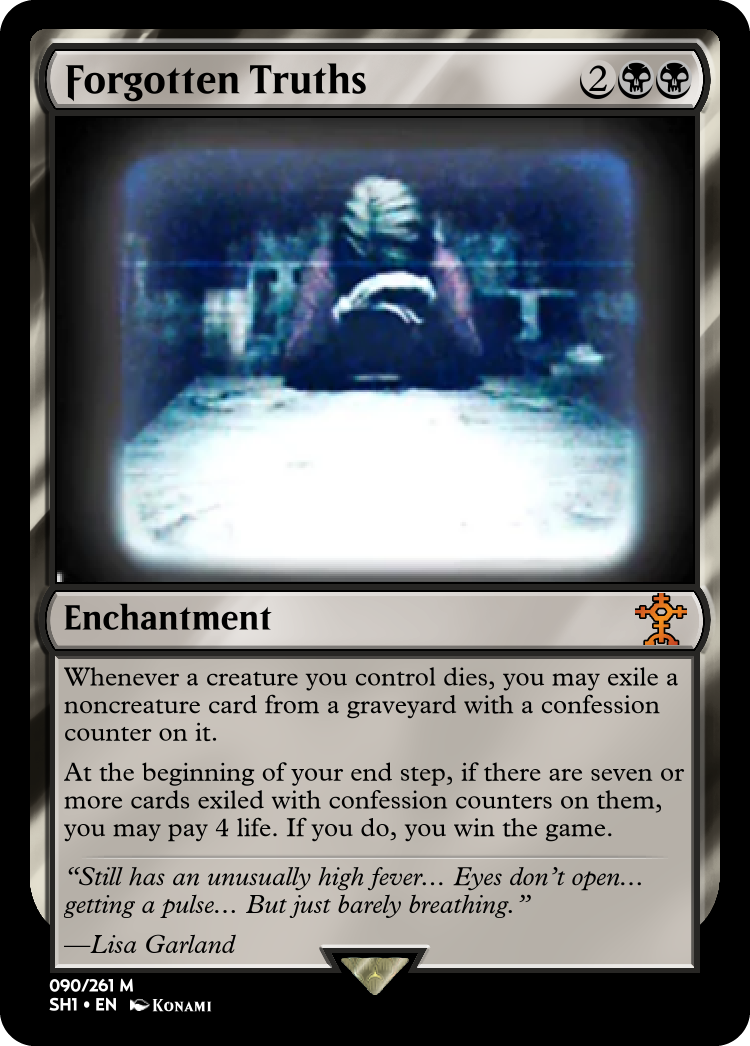 Forgotten Truths 2
Enchantment
Whenever a creature you control dies, you may exile a
noncreature card from a graveyard with a confession
counter on it.
At the beginning of your end step, if there are seven or
more cards exiled with confession counters on them,
you may pay 4 life. If you do, you win the game.
“Still has an unusually high fever… Eyes don’t open…
getting a pulse… But just barely breathing.”
—Lisa Garland
090/261 M
SH1 • EN KONAMI